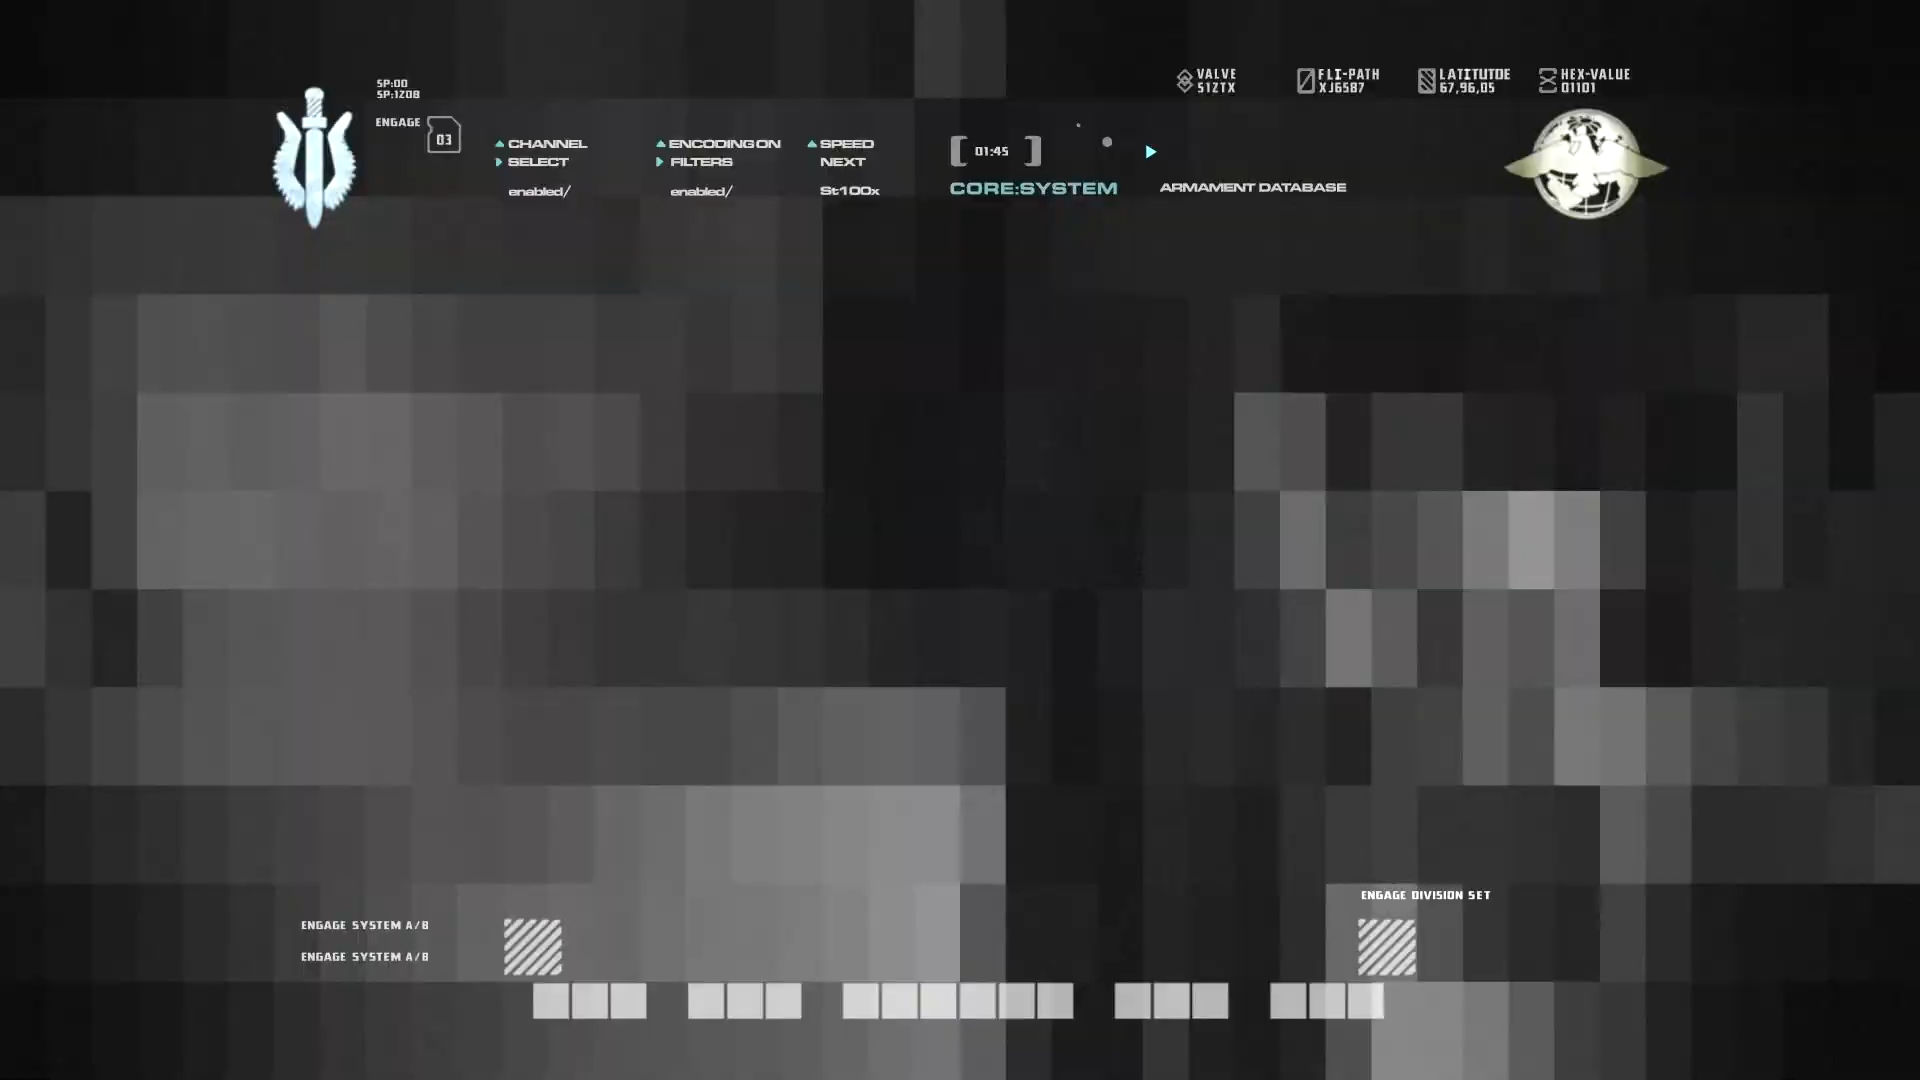 SP:00
SP:1208
ENGAGE
03
CHANNEL
SELECT
enabled/
ENCODING ON
FILTERS
enabled/
SPEED
NEXT
St100x
01:45
CORE:SYSTEM
ARMAMENT DATABASE
VALVE
512TX
FLI-PATH
XJ6587
LATITUTDE
67,96,05
HEX-VALUE
01101
ENGAGE DIVISION SET
ENGAGE SYSTEM A/B
ENGAGE SYSTEM A/B